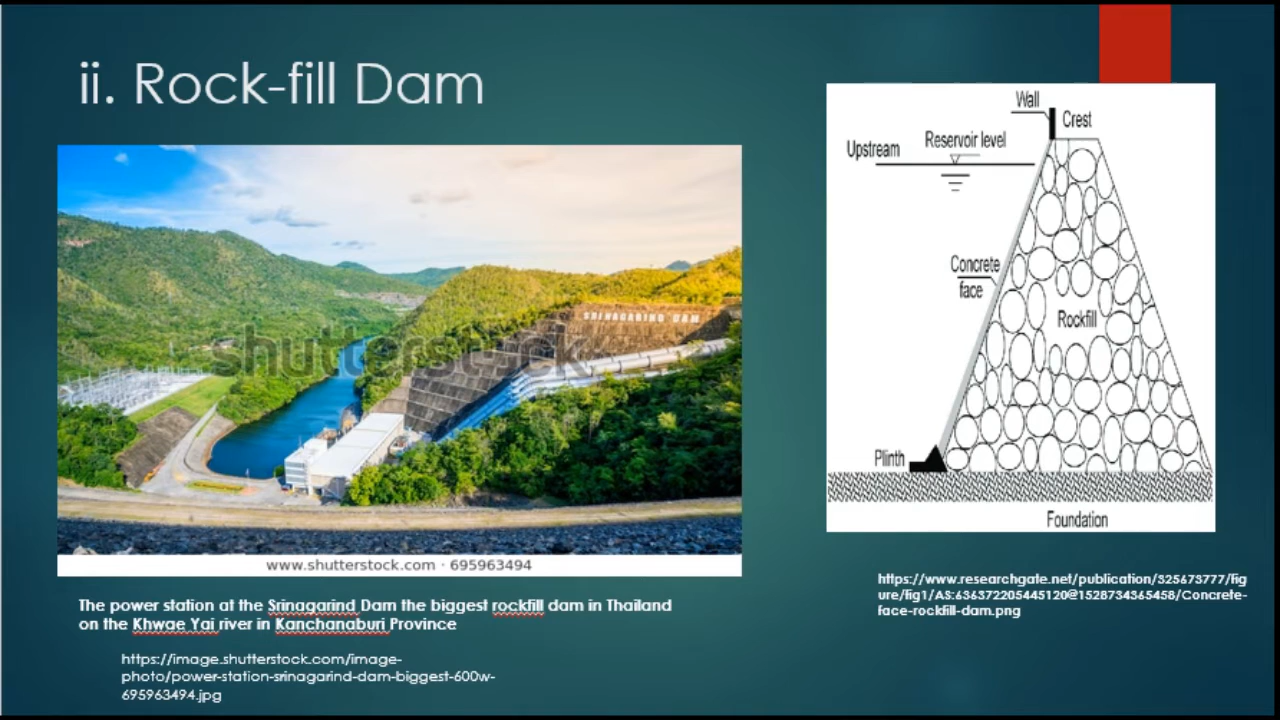 ii. Rock-fill Dam
SRINAGARIND DAM
shutterstock
www.shutterstock.com · 695963494
The power station at the Srinagarind Dam the biggest rockfill dam in Thailand
on the Khwae Yai river in Kanchanaburi Province
https://image.shutterstock.com/image-
photo/power-station-srinagarind-dam-biggest-600w-
695963494.jpg
Wall
Crest
Reservoir level
Upstream
Concrete
face
Rockfill
Plinth
Foundation
https://www.researchgate.net/publication/325673777/fig
ure/fig1/AS:636372205445120@1528734365458/Concrete-
face-rockfill-dam.png